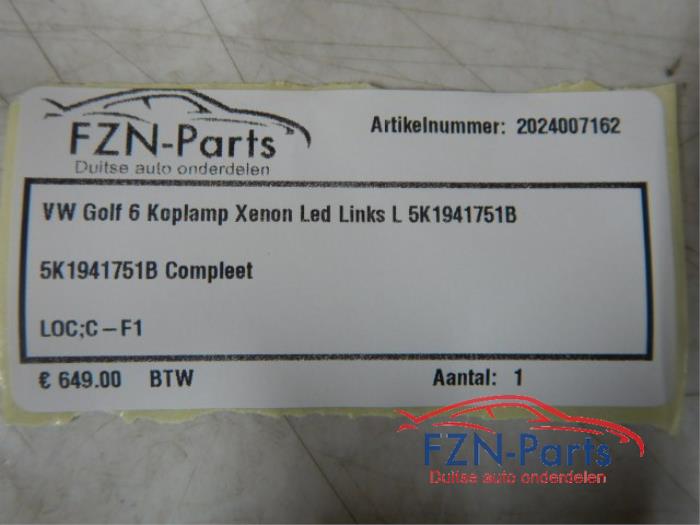 FZN-Parts
Duitse auto onderdelen
Artikelnummer: 2024007162
VW Golf 6 Koplamp Xenon Led Links L 5K1941751B
5K1941751B Compleet
LOC;C-F1
€ 649.00 BTW
Aantal: 1
FZN-Parts
Duitse auto onderdelen